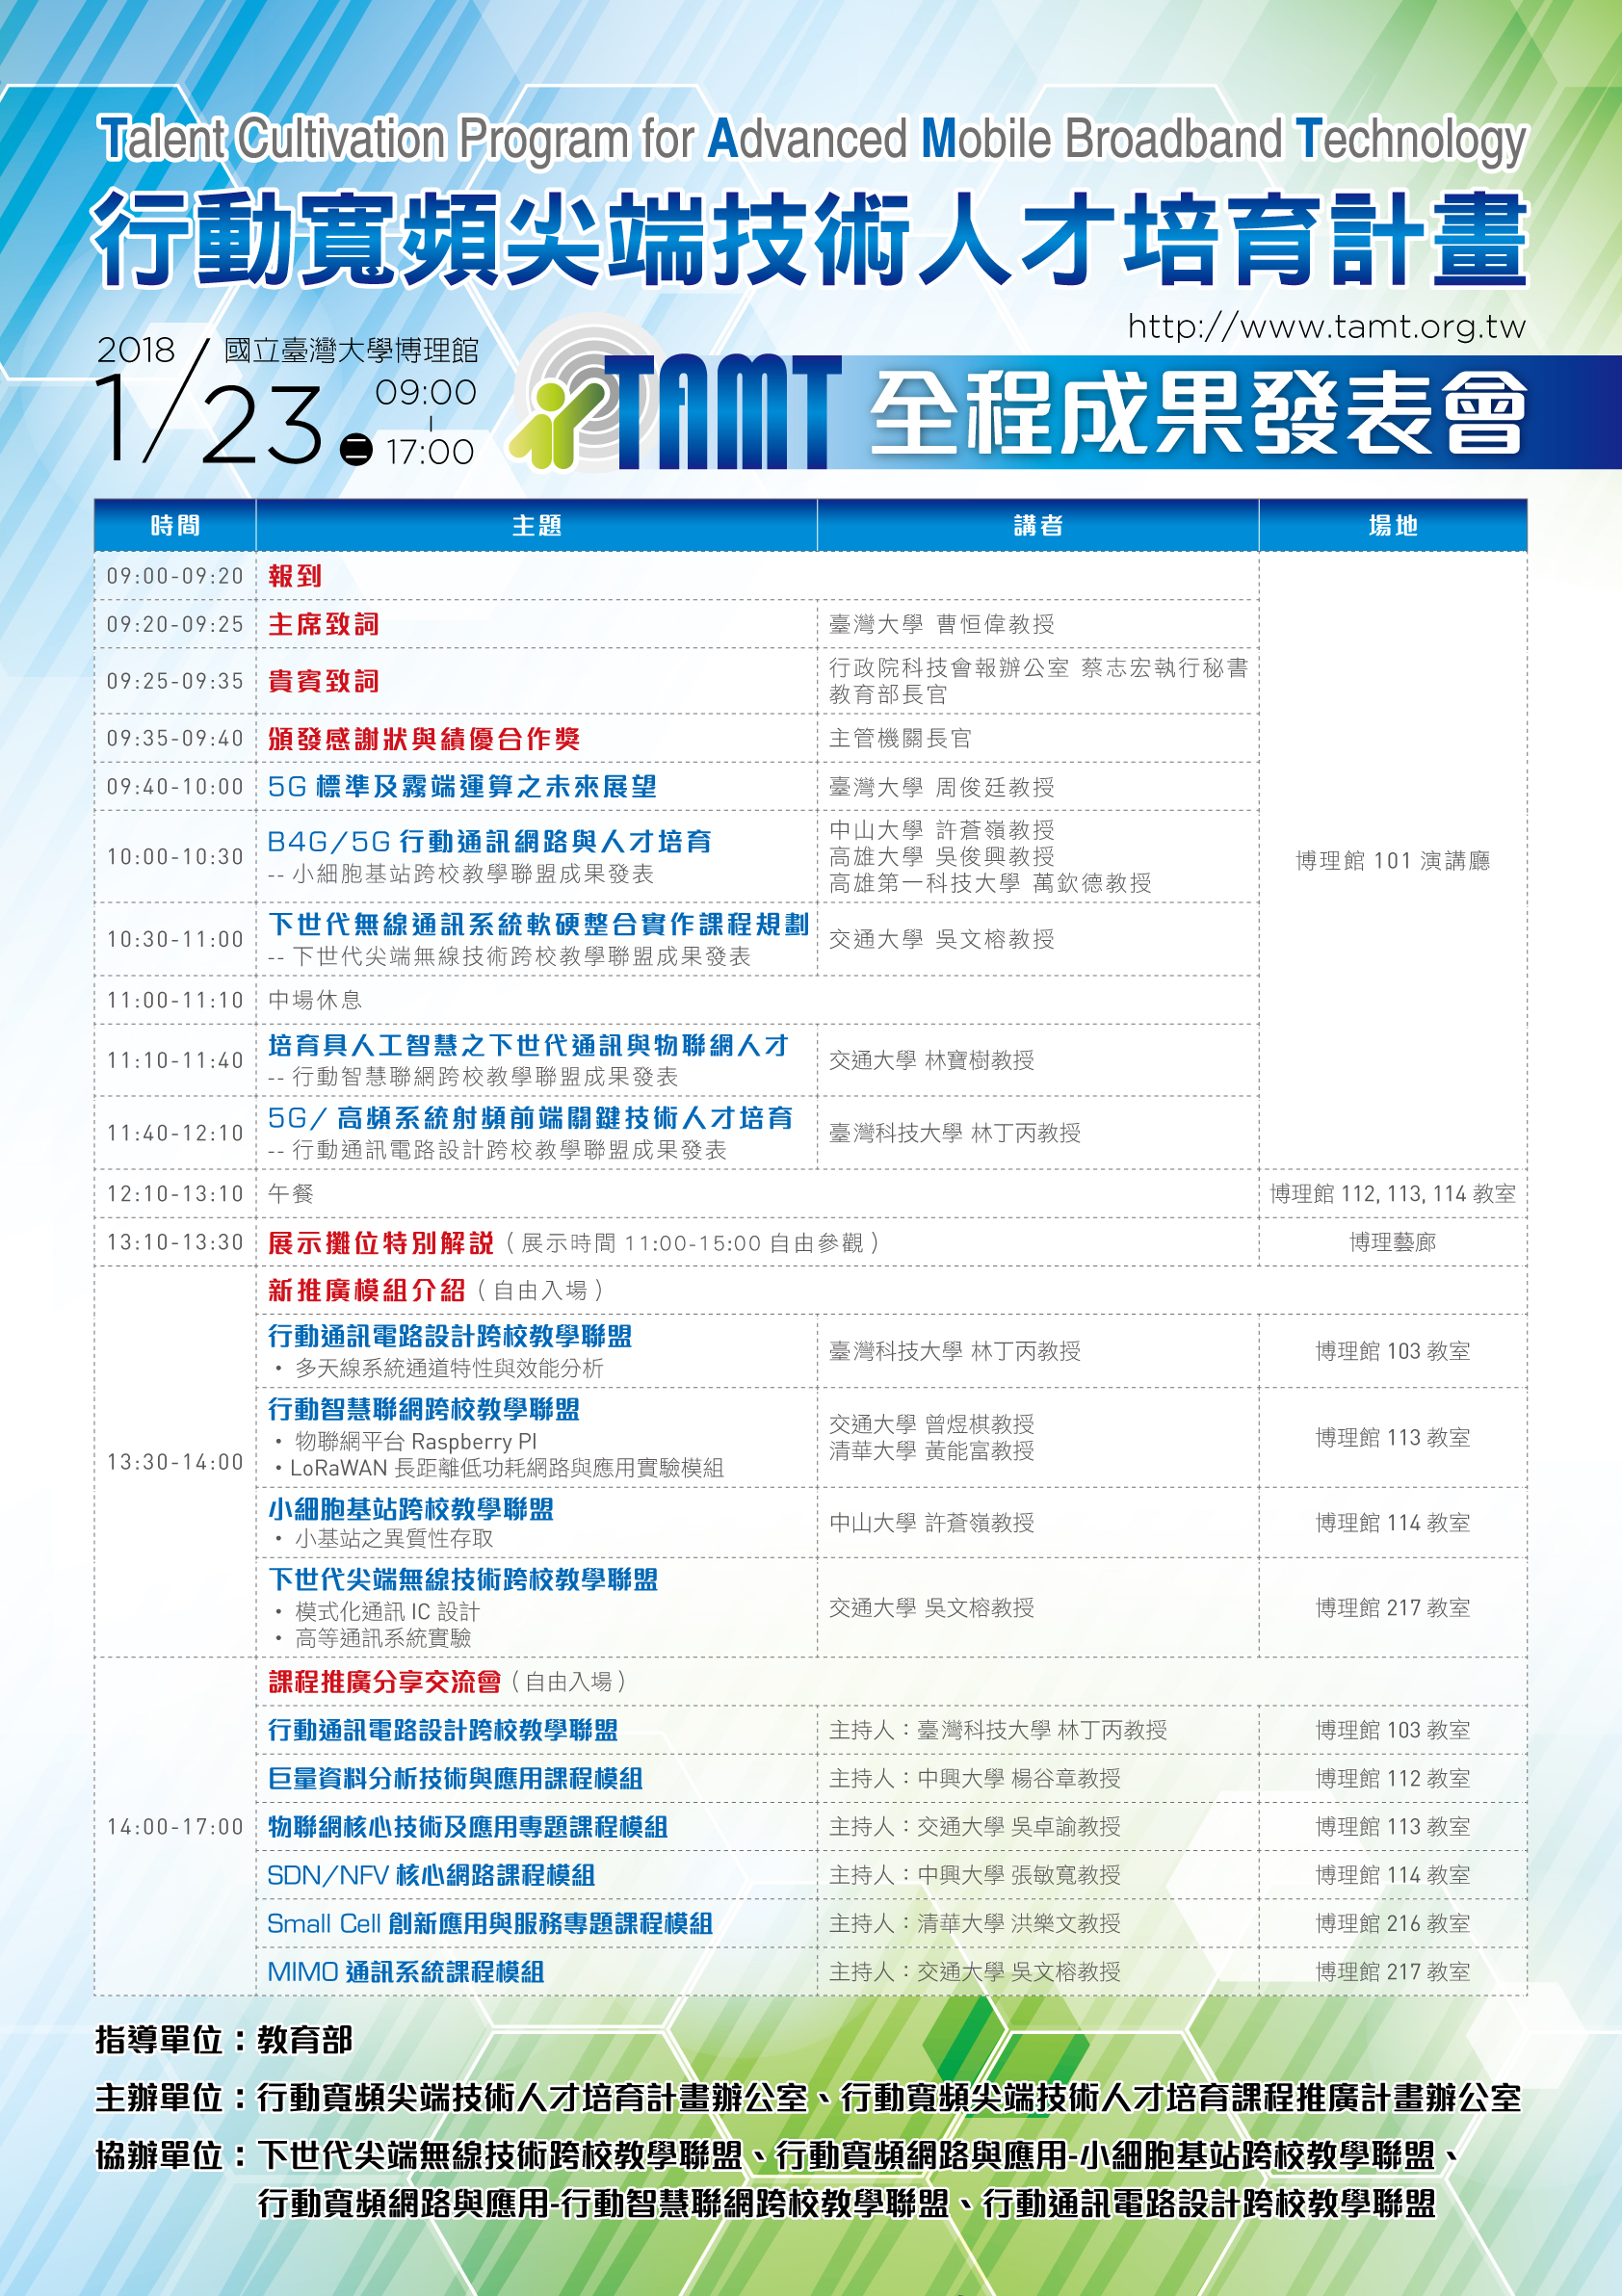 Talent Cultivation Program for Advanced Mobile Broadband Technology
行動寬頻尖端技術人才培育計畫
http://www.tamt.org.tw
2018 / 國立臺灣大學博理館
1/23 二 09:00 - 17:00
TAMT 全程成果發表會
時間 主題 講者 場地
09:00-09:20 報到
09:20-09:25 主席致詞 臺灣大學 曹恒偉教授
09:25-09:35 貴賓致詞 行政院科技會報辦公室 蔡志宏執行秘書
教育部長官
09:35-09:40 頒發感謝狀與績優合作獎 主管機關長官
09:40-10:00 5G 標準及霧端運算之未來展望 臺灣大學 周俊廷教授
10:00-10:30 B4G/5G 行動通訊網路與人才培育
-- 小細胞基站跨校教學聯盟成果發表
中山大學 許蒼嶺教授
高雄大學 吳俊興教授
高雄第一科技大學 萬欽德教授
博理館 101 演講廳
10:30-11:00 下世代無線通訊系統軟硬整合實作課程規劃
-- 下世代尖端無線技術跨校教學聯盟成果發表
交通大學 吳文榕教授
11:00-11:10 中場休息
11:10-11:40 培育具人工智慧之下世代通訊與物聯網人才
-- 行動智慧聯網跨校教學聯盟成果發表
交通大學 林寶樹教授
11:40-12:10 5G/ 高頻系統射頻前端關鍵技術人才培育
-- 行動通訊電路設計跨校教學聯盟成果發表
臺灣科技大學 林丁丙教授
12:10-13:10 午餐 博理館 112, 113, 114 教室
13:10-13:30 展示攤位特別解説（展示時間 11:00-15:00 自由參觀） 博理藝廊
13:30-14:00 新推廣模組介紹（自由入場）
行動通訊電路設計跨校教學聯盟
• 多天線系統通道特性與效能分析
臺灣科技大學 林丁丙教授 博理館 103 教室
行動智慧聯網跨校教學聯盟
• 物聯網平台 Raspberry PI
• LoRaWAN 長距離低功耗網路與應用實驗模組
交通大學 曾煜棋教授
清華大學 黃能富教授
博理館 113 教室
小細胞基站跨校教學聯盟
• 小基站之異質性存取
中山大學 許蒼嶺教授 博理館 114 教室
下世代尖端無線技術跨校教學聯盟
• 模式化通訊 IC 設計
• 高等通訊系統實驗
交通大學 吳文榕教授 博理館 217 教室
14:00-17:00 課程推廣分享交流會（自由入場）
行動通訊電路設計跨校教學聯盟 主持人：臺灣科技大學 林丁丙教授 博理館 103 教室
巨量資料分析技術與應用課程模組 主持人：中興大學 楊谷章教授 博理館 112 教室
物聯網核心技術及應用專題課程模組 主持人：交通大學 吳卓諭教授 博理館 113 教室
SDN/NFV 核心網路課程模組 主持人：中興大學 張敏寬教授 博理館 114 教室
Small Cell 創新應用與服務專題課程模組 主持人：清華大學 洪樂文教授 博理館 216 教室
MIMO 通訊系統課程模組 主持人：交通大學 吳文榕教授 博理館 217 教室
指導單位：教育部
主辦單位：行動寬頻尖端技術人才培育計畫辦公室、行動寬頻尖端技術人才培育課程推廣計畫辦公室
協辦單位：下世代尖端無線技術跨校教學聯盟、行動寬頻網路與應用-小細胞基站跨校教學聯盟、
行動寬頻網路與應用-行動智慧聯網跨校教學聯盟、行動通訊電路設計跨校教學聯盟